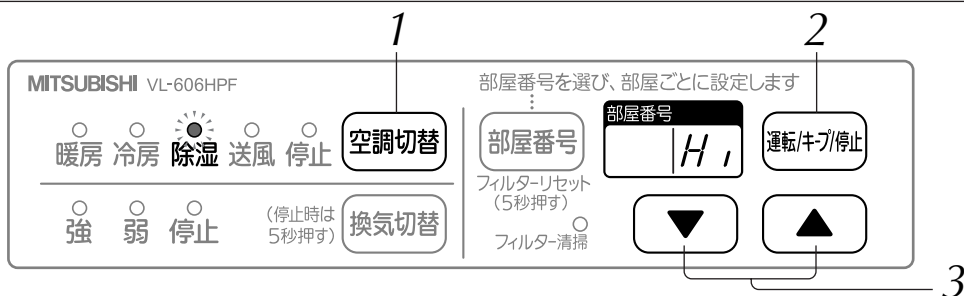 1
2
MITSUBISHI VL-606HPF
部屋番号を選び、部屋ごとに設定します
暖房 冷房 除湿 送風 停止
空調切替
部屋番号
部屋番号
Hi
運転/キープ/停止
フィルターリセット
(5秒押す)
強 弱 停止
(停止時は
5秒押す)
換気切替
フィルター清掃
▼ ▲
3